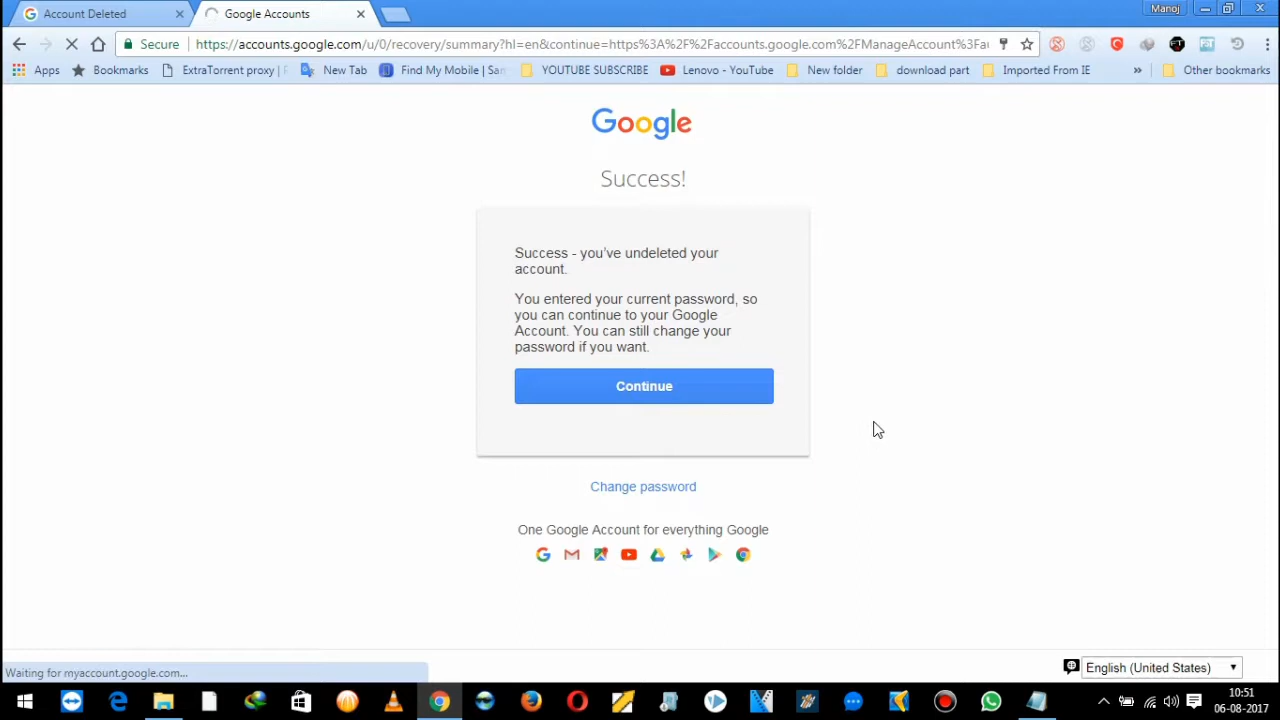 Account Deleted
Google Accounts
Manoj
Secure
https://accounts.google.com/u/0/recovery/summary?hl=en&continue=https%3A%2F%2Faccounts.google.com%2FManageAccount%3Fa
Apps
Bookmarks
ExtraTorrent proxy |
New Tab
Find My Mobile | San
YOUTUBE SUBSCRIBE
Lenovo - YouTube
New folder
download part
Imported From IE
»
Other bookmarks
Google
Success!
Success - you've undeleted your
account.
You entered your current password, so
you can continue to your Google
Account. You can still change your
password if you want.
Continue
Change password
One Google Account for everything Google
Waiting for myaccount.google.com...
English (United States)
10:51
06-08-2017